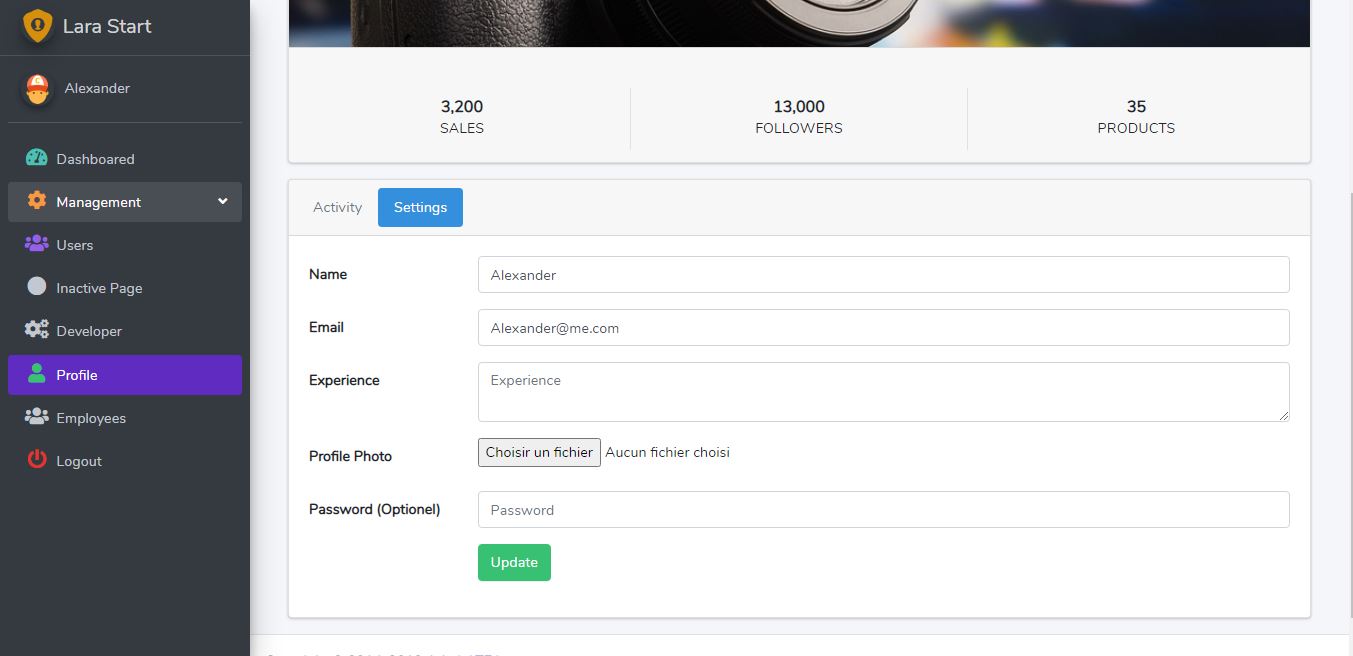 Lara Start
Alexander
Dashboared
Management
Users
Inactive Page
Developer
Profile
Employees
Logout
3,200
SALES
13,000
FOLLOWERS
35
PRODUCTS
Activity
Settings
Name
Alexander
Email
Alexander@me.com
Experience
Experience
Profile Photo
Choisir un fichier Aucun fichier choisi
Password (Optionel)
Password
Update